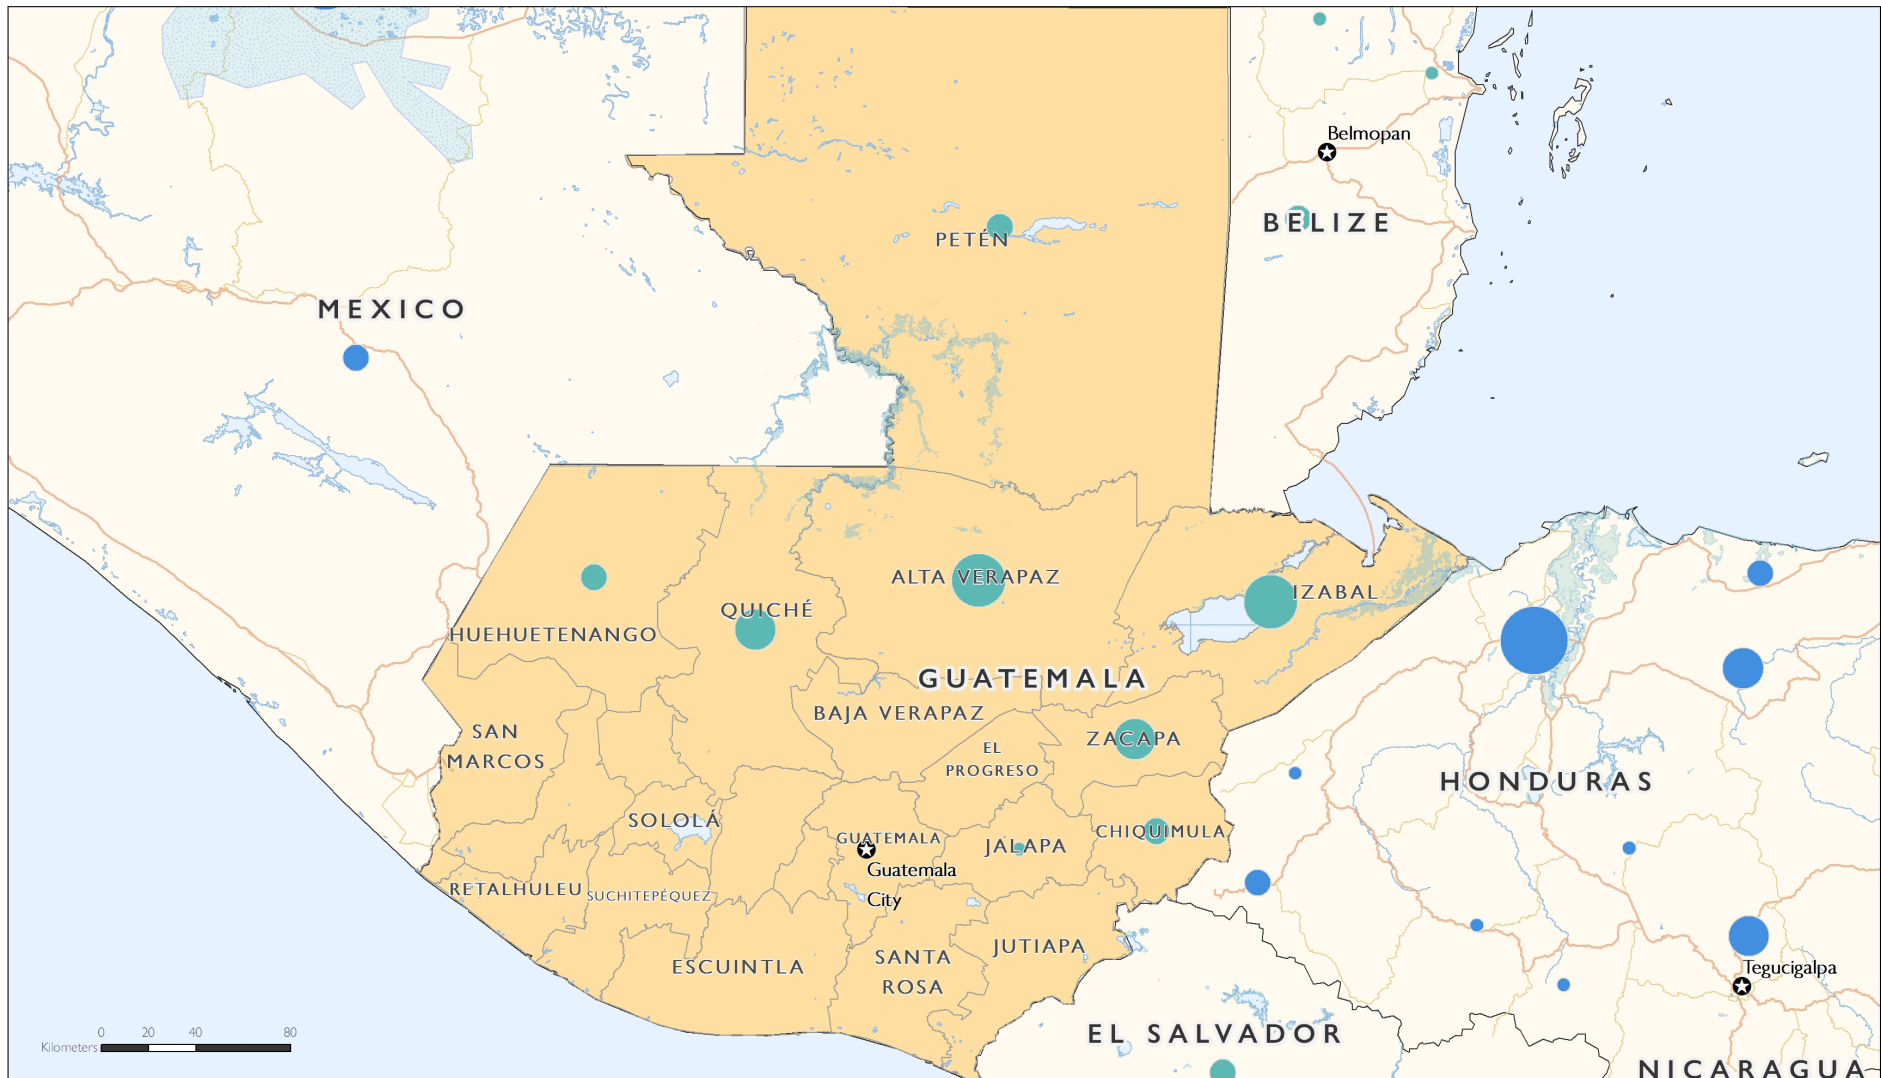 Belmopan
BELIZE
PETÉN
MEXICO
ALTA VERAPAZ
IZABAL
QUICHÉ
HUEHUETENANGO
GUATEMALA
BAJA VERAPAZ
SAN
MARCOS
ZACAPA
EL
PROGRESO
HONDURAS
SOLOLÁ
CHIQUIMULA
GUATEMALA
JALAPA
Guatemala
City
RETALHULEU
SUCHITEPÉQUEZ
JUTIAPA
SANTA
ROSA
ESCUINTLA
Tegucigalpa
EL SALVADOR
0 20 40 80
Kilometers
NICARAGUA